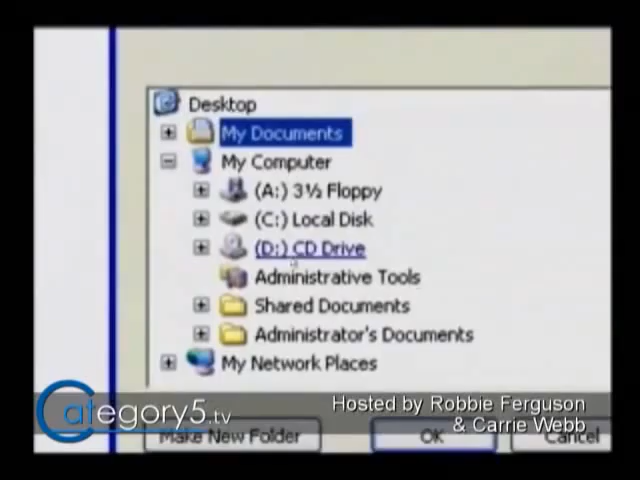 Desktop
My Documents
My Computer
(A:) 3½ Floppy
(C:) Local Disk
(D:) CD Drive
Administrative Tools
Shared Documents
Administrator's Documents
My Network Places
Category5.tv
Hosted by Robbie Ferguson
& Carrie Webb
Make New Folder
OK
Cancel